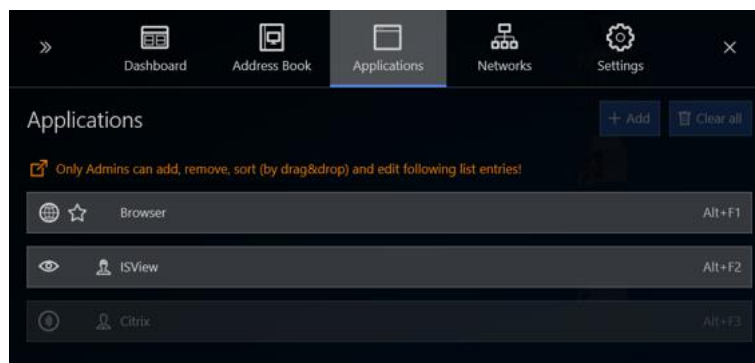 Dashboard
Address Book
Applications
Networks
Settings
Applications
+ Add
Clear all
Only Admins can add, remove, sort (by drag&drop) and edit following list entries!
Browser Alt+F1
ISView Alt+F2
Citrix Alt+F3